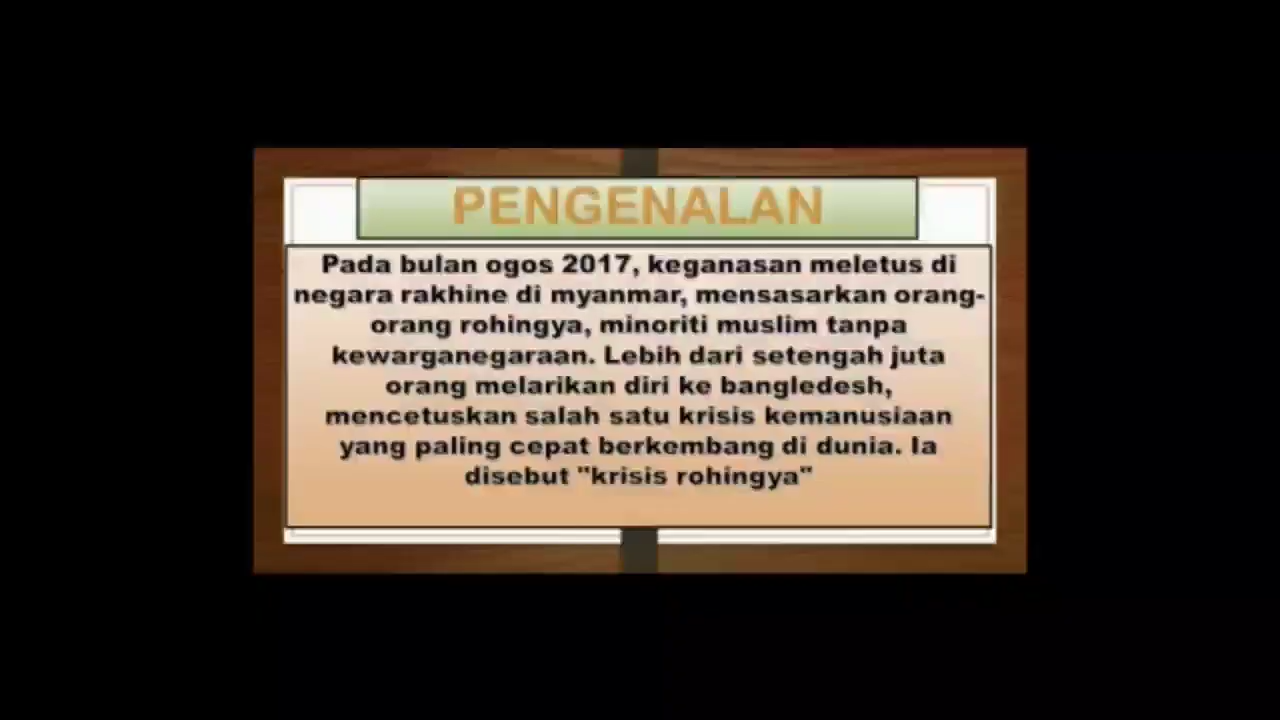 PENGENALAN
Pada bulan ogos 2017, keganasan meletus di
negara rakhine di myanmar, mensasarkan orang-
orang rohingya, minoriti muslim tanpa
kewarganegaraan. Lebih dari setengah juta
orang melarikan diri ke bangledesh,
mencetuskan salah satu krisis kemanusiaan
yang paling cepat berkembang di dunia. Ia
disebut "krisis rohingya"